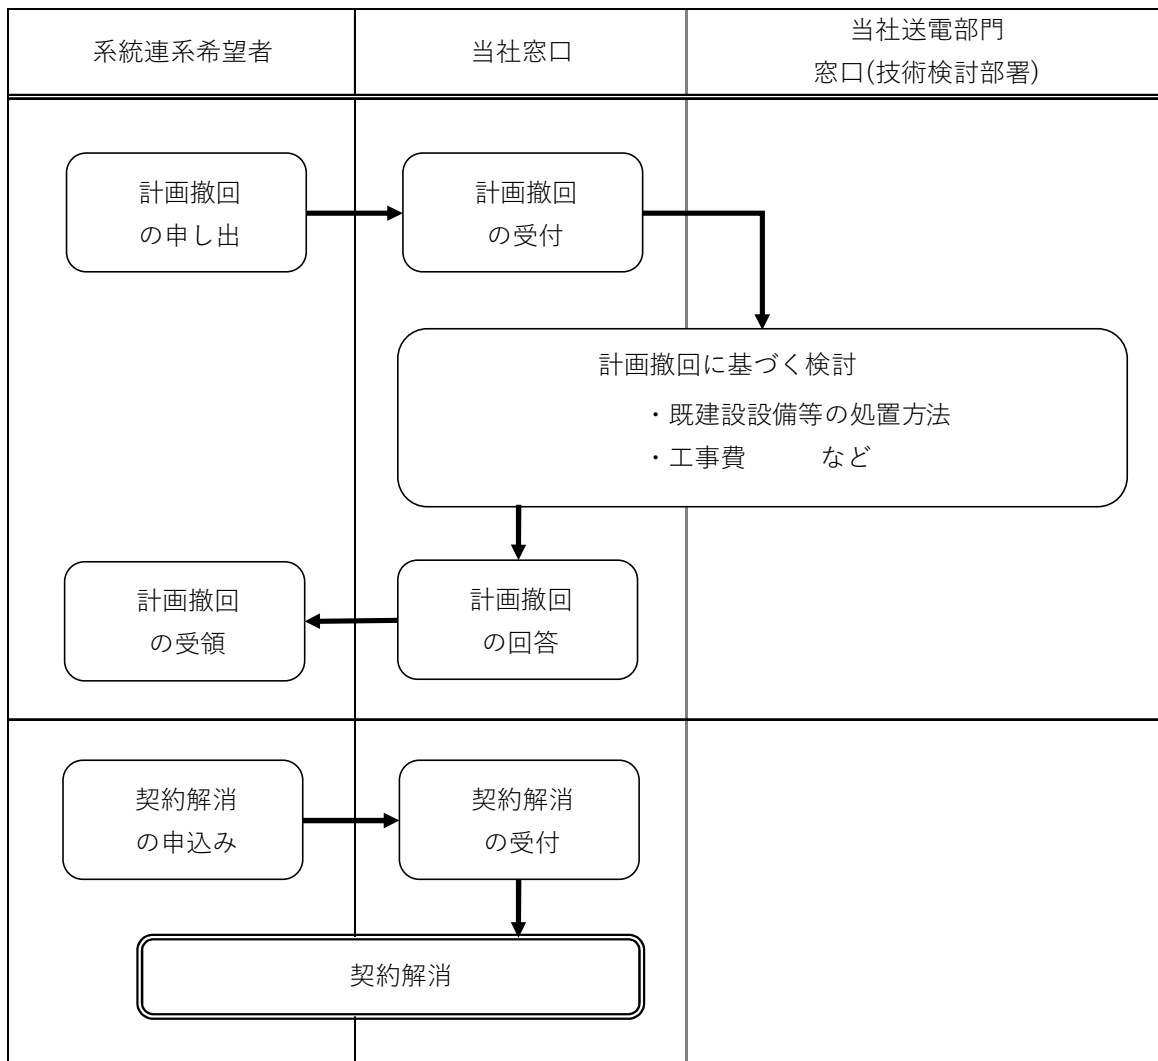 系統連系希望者
当社窓口
当社送電部門
窓口(技術検討部署)
計画撤回
の申し出
計画撤回
の受付
計画撤回に基づく検討
・既建設設備等の処置方法
・工事費　　　など
計画撤回
の回答
計画撤回
の受領
契約解消
の申込み
契約解消
の受付
契約解消